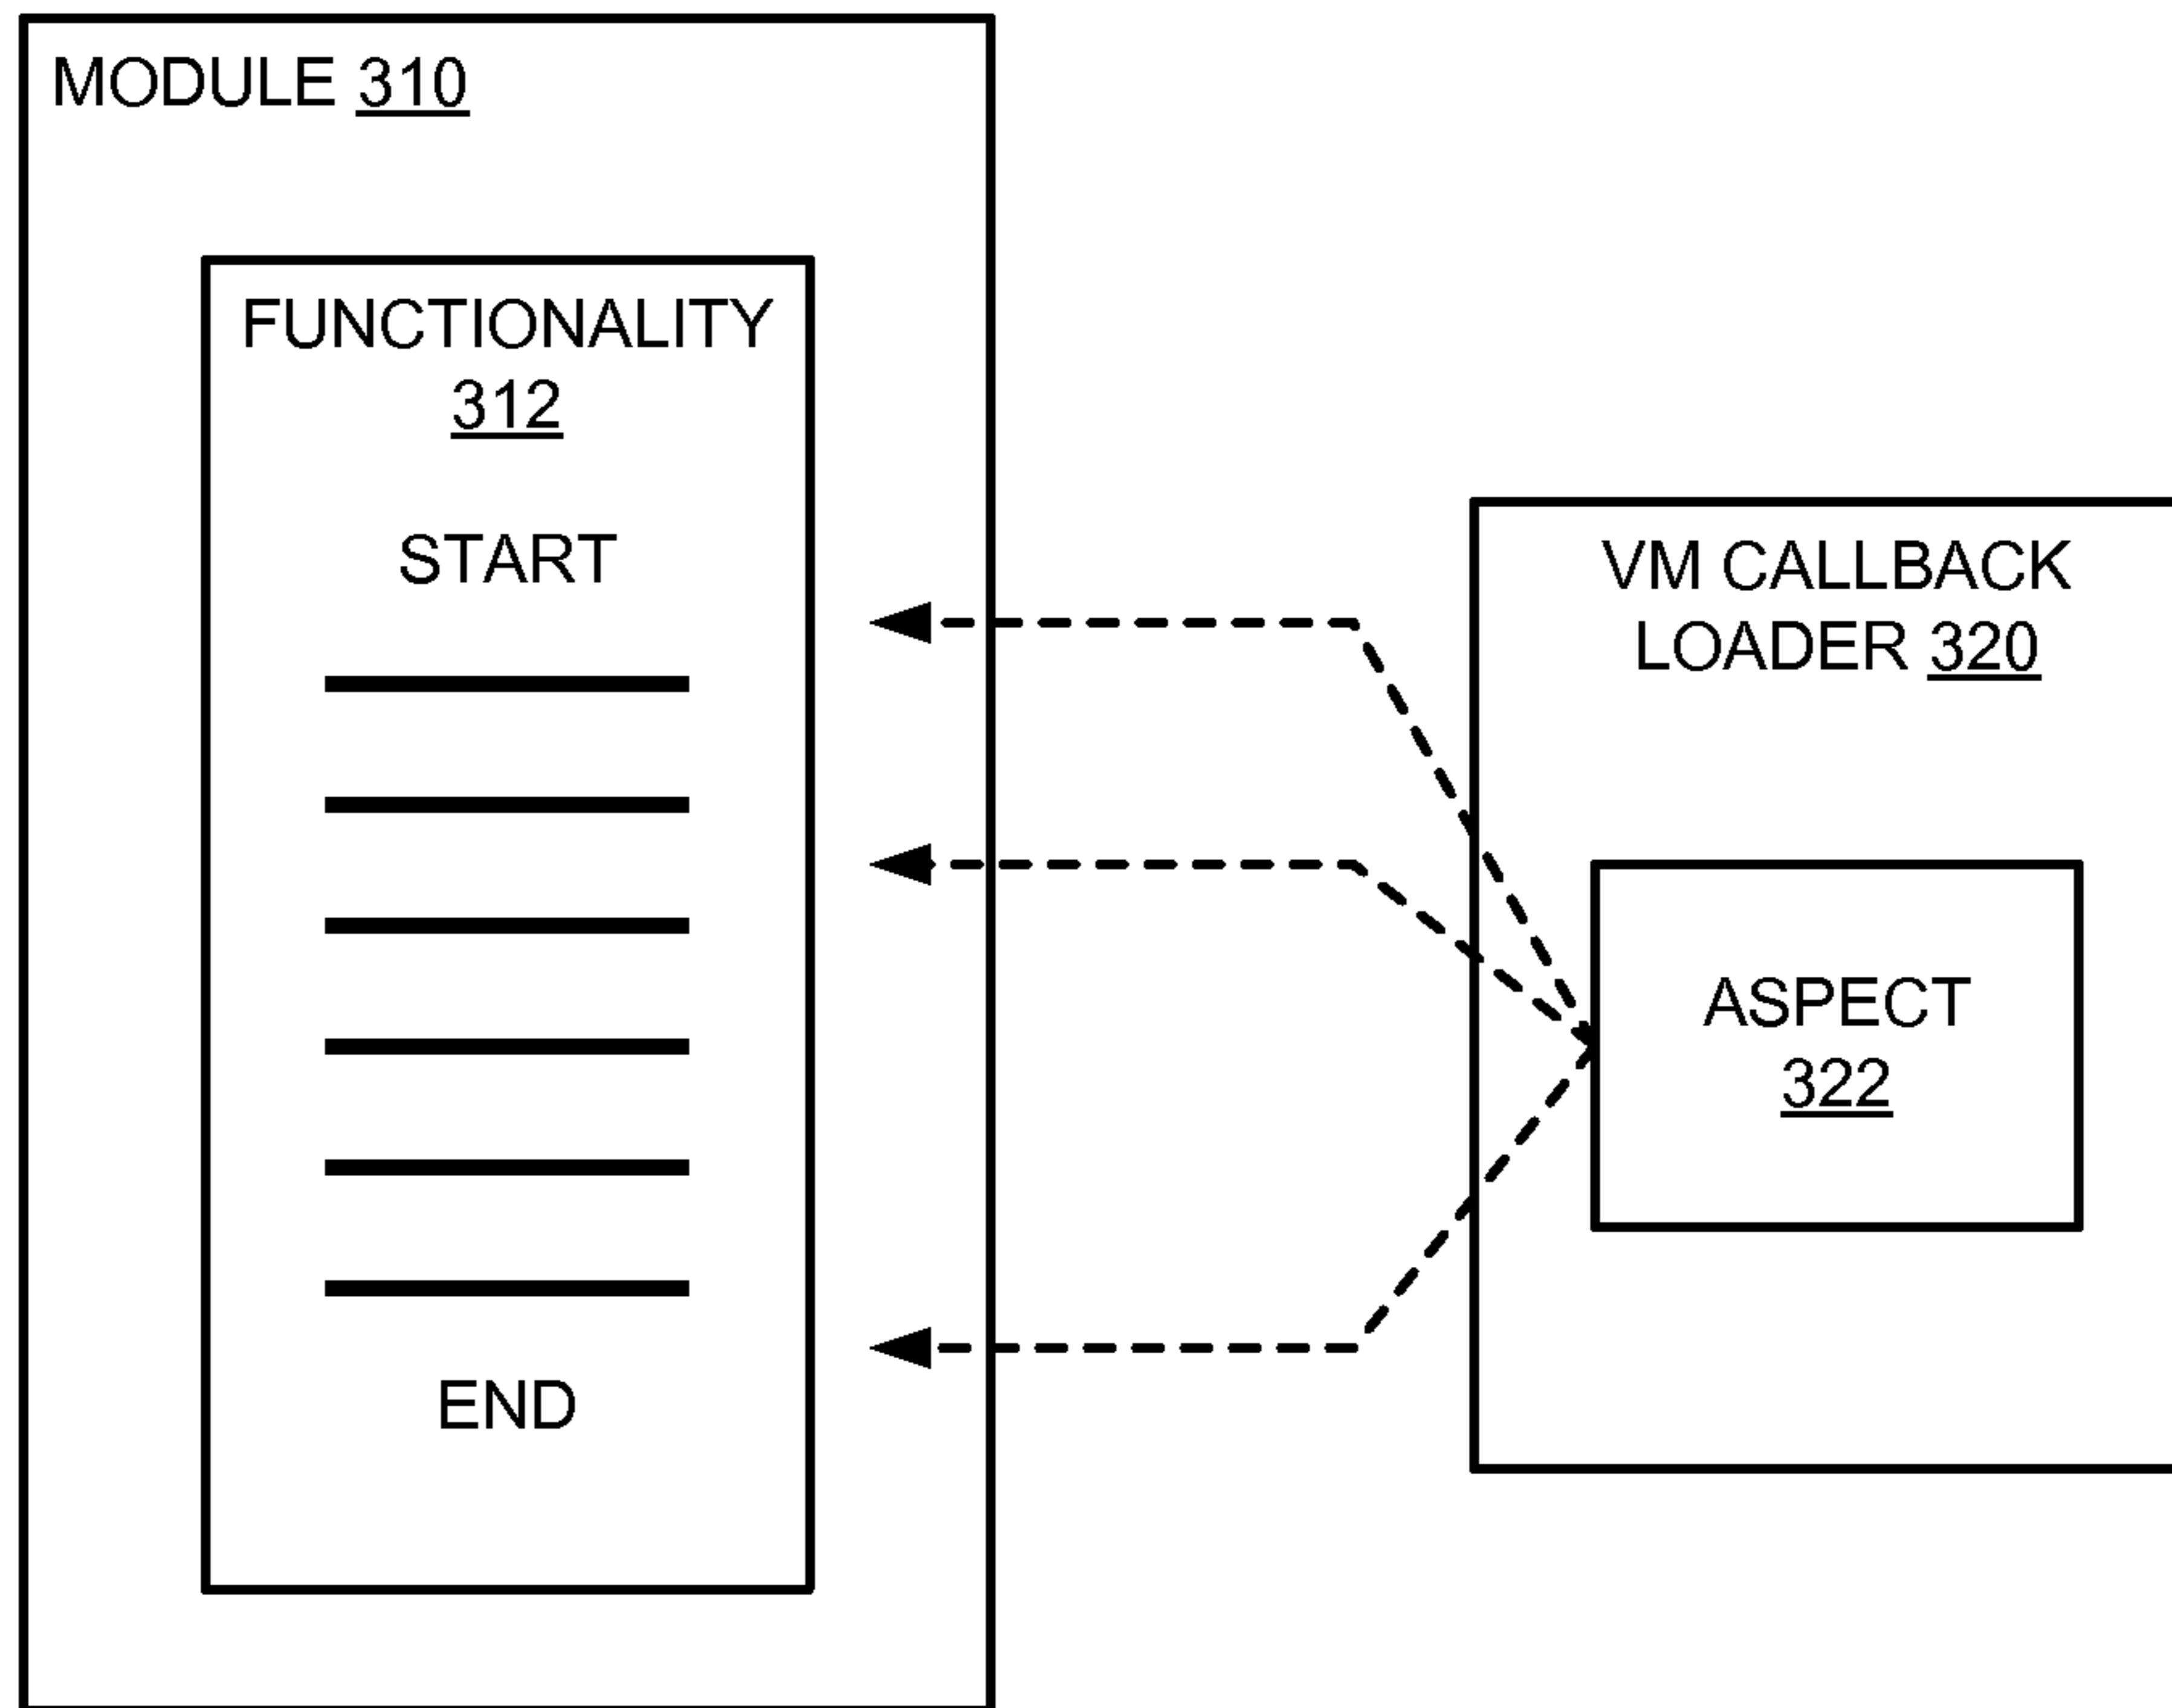 MODULE 310
FUNCTIONALITY
312
START
END
VM CALLBACK
LOADER 320
ASPECT
322